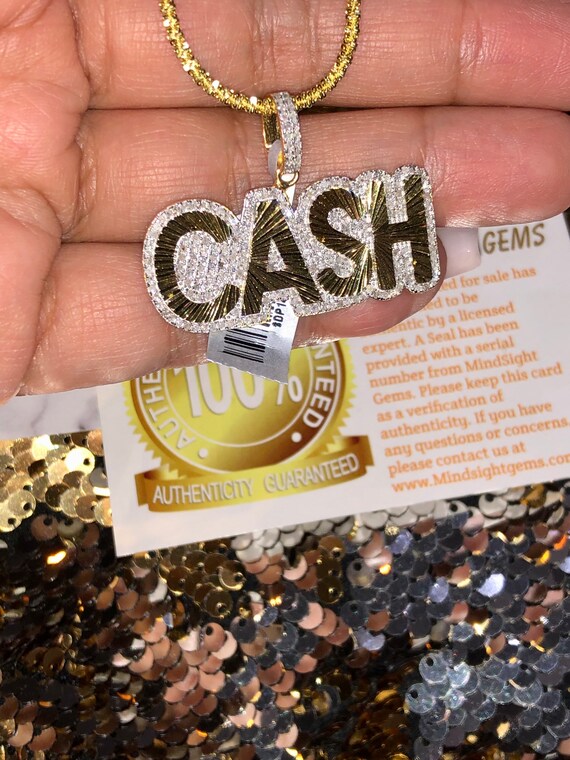 CASH
GEMS
for sale has
to be
by a licensed
expert. A Seal has been
provided with a serial
number from MindSight
Gems. Please keep this card
as a verification of
authenticity. If you have
any questions or concerns
please contact us at
www.Mindsightgems.com
100%
AUTHENTICITY GUARANTEED